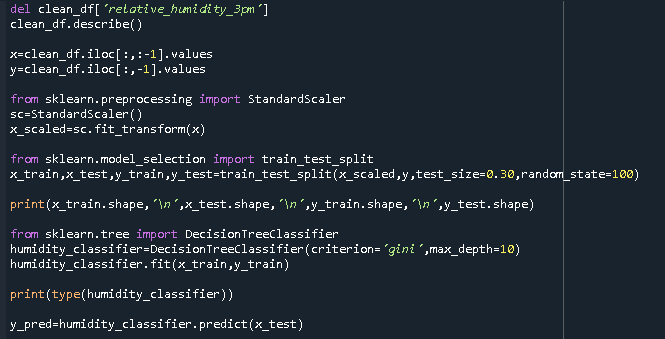 del clean_df['relative_humidity_3pm']
clean_df.describe()
x=clean_df.iloc[:,:-1].values
y=clean_df.iloc[:,-1].values
from sklearn.preprocessing import StandardScaler
sc=StandardScaler()
x_scaled=sc.fit_transform(x)
from sklearn.model_selection import train_test_split
x_train,x_test,y_train,y_test=train_test_split(x_scaled,y,test_size=0.30,random_state=100)
print(x_train.shape,'\n',x_test.shape,'\n',y_train.shape,'\n',y_test.shape)
from sklearn.tree import DecisionTreeClassifier
humidity_classifier=DecisionTreeClassifier(criterion='gini',max_depth=10)
humidity_classifier.fit(x_train,y_train)
print(type(humidity_classifier))
y_pred=humidity_classifier.predict(x_test)